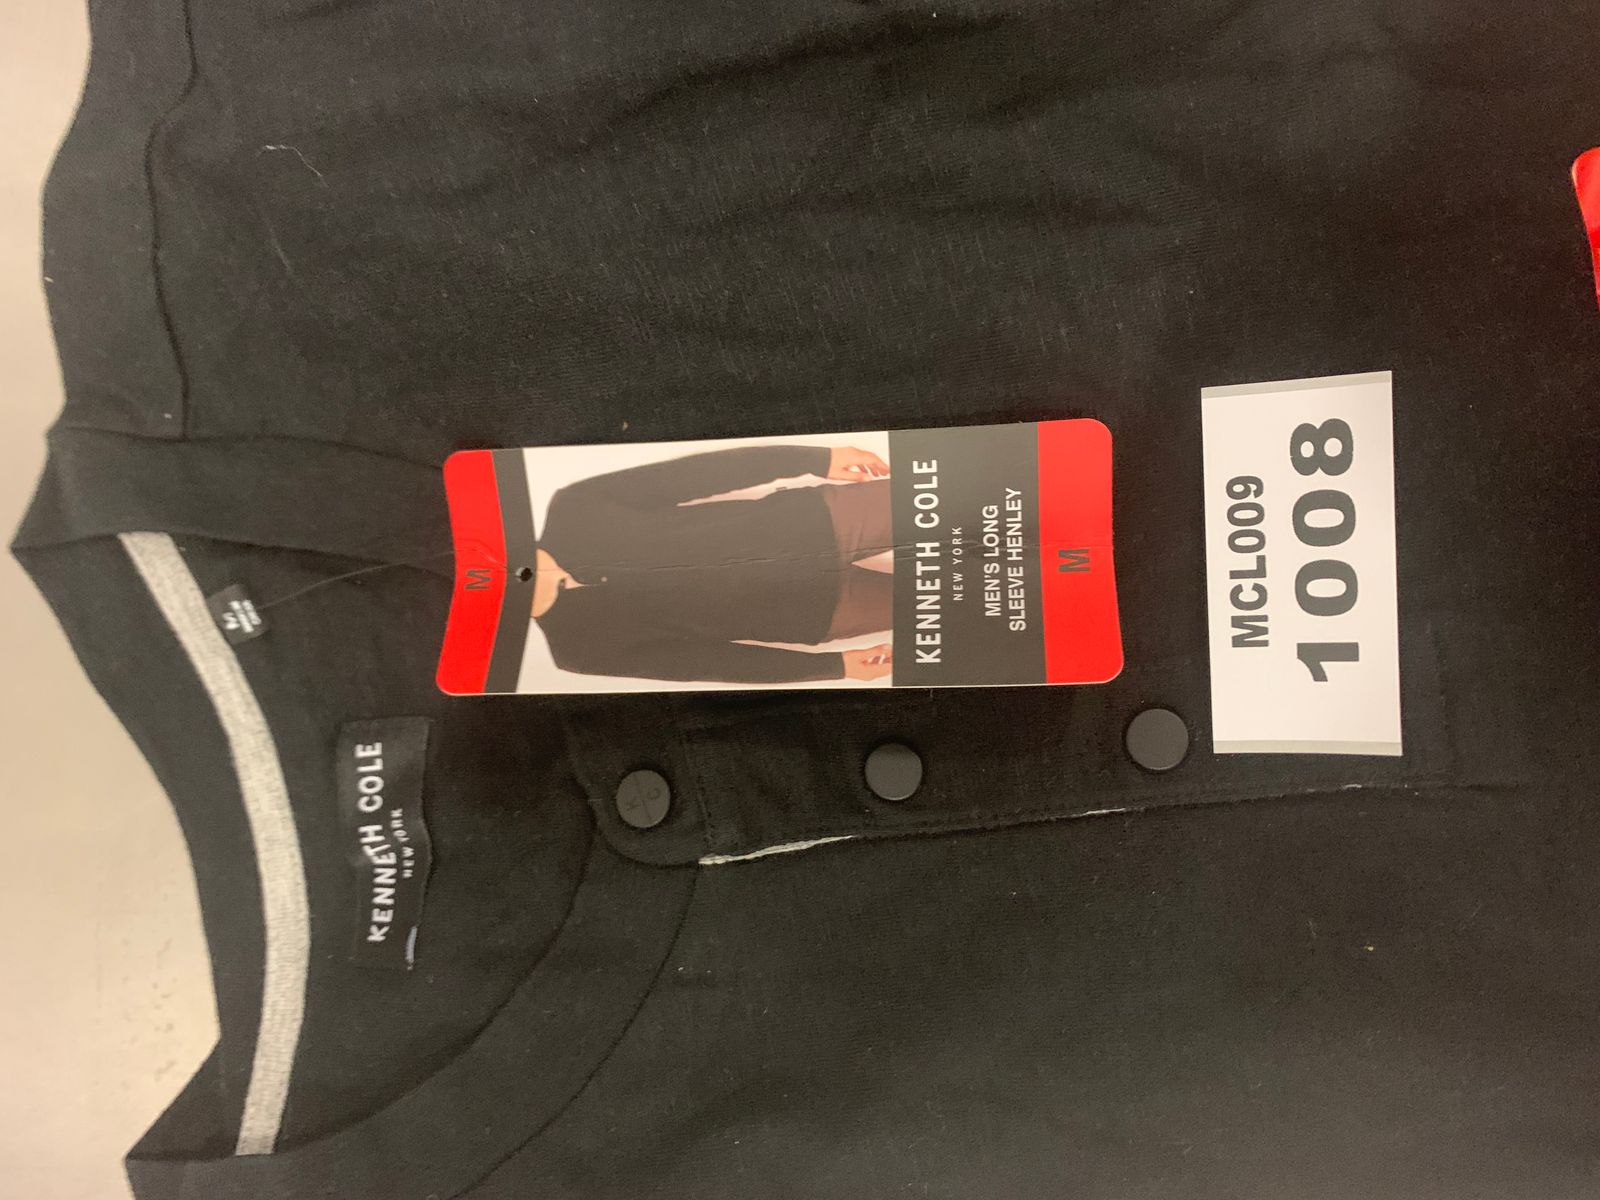 M
KENNETH COLE
NEW YORK
MEN'S LONG
SLEEVE HENLEY
M
MCL009
1008
KENNETH COLE
NEW YORK
K
C
M